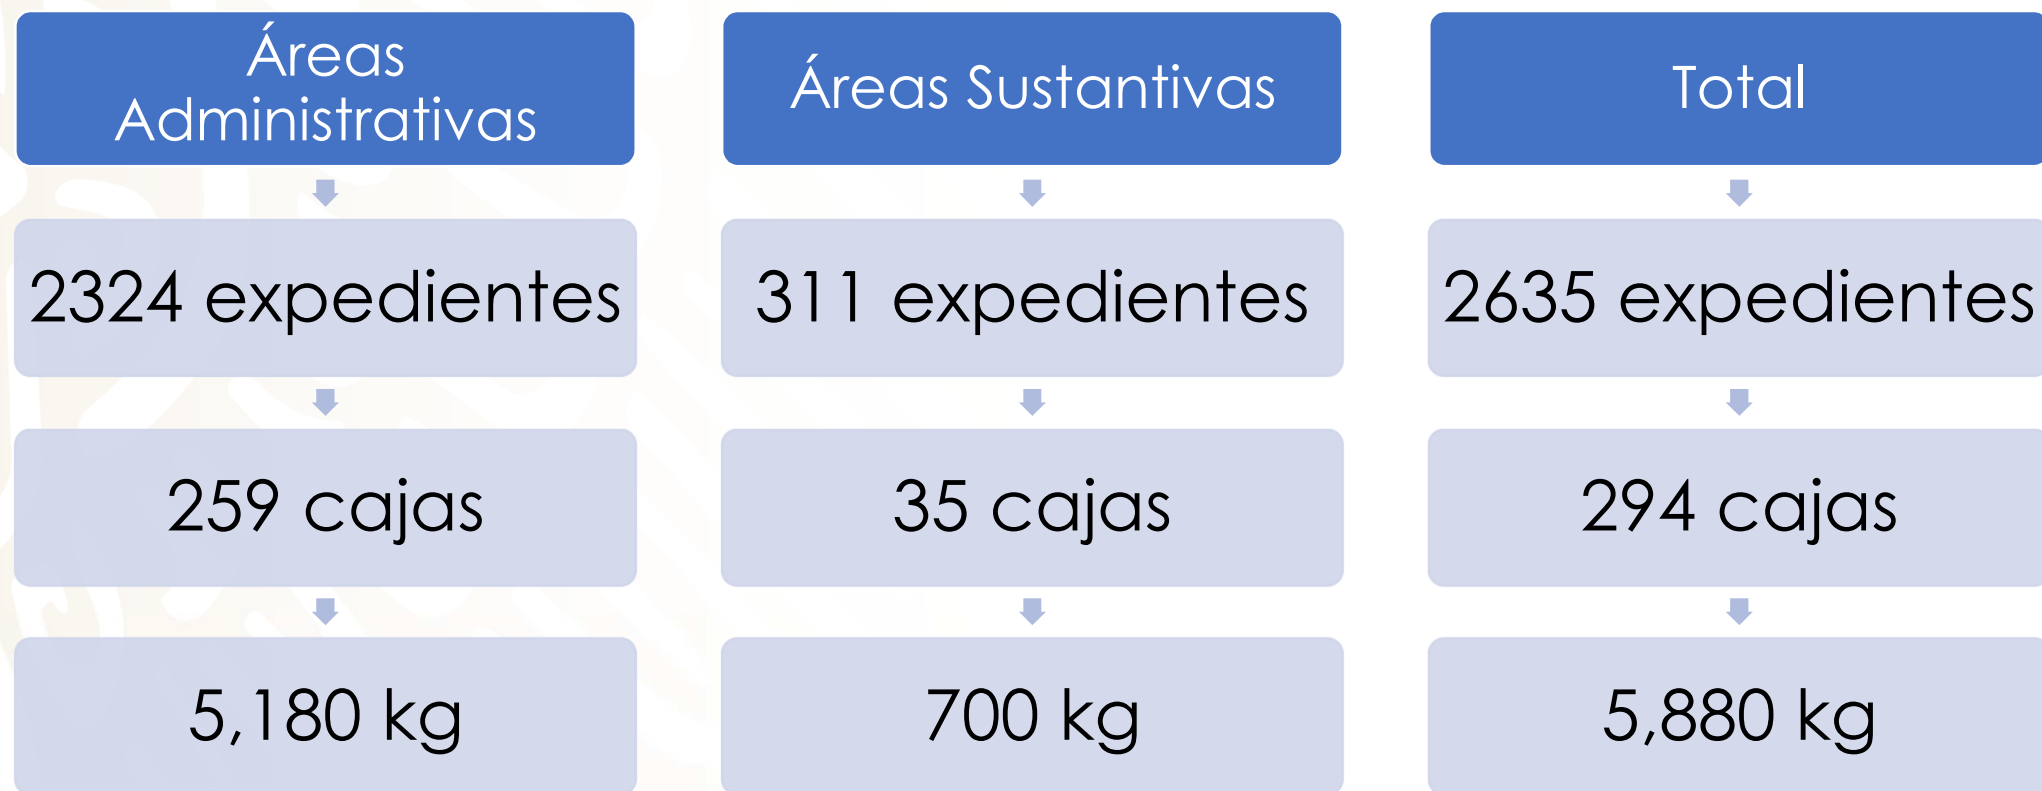 Áreas
Administrativas
2324 expedientes
259 cajas
5,180 kg
Áreas Sustantivas
311 expedientes
35 cajas
700 kg
Total
2635 expedientes
294 cajas
5,880 kg